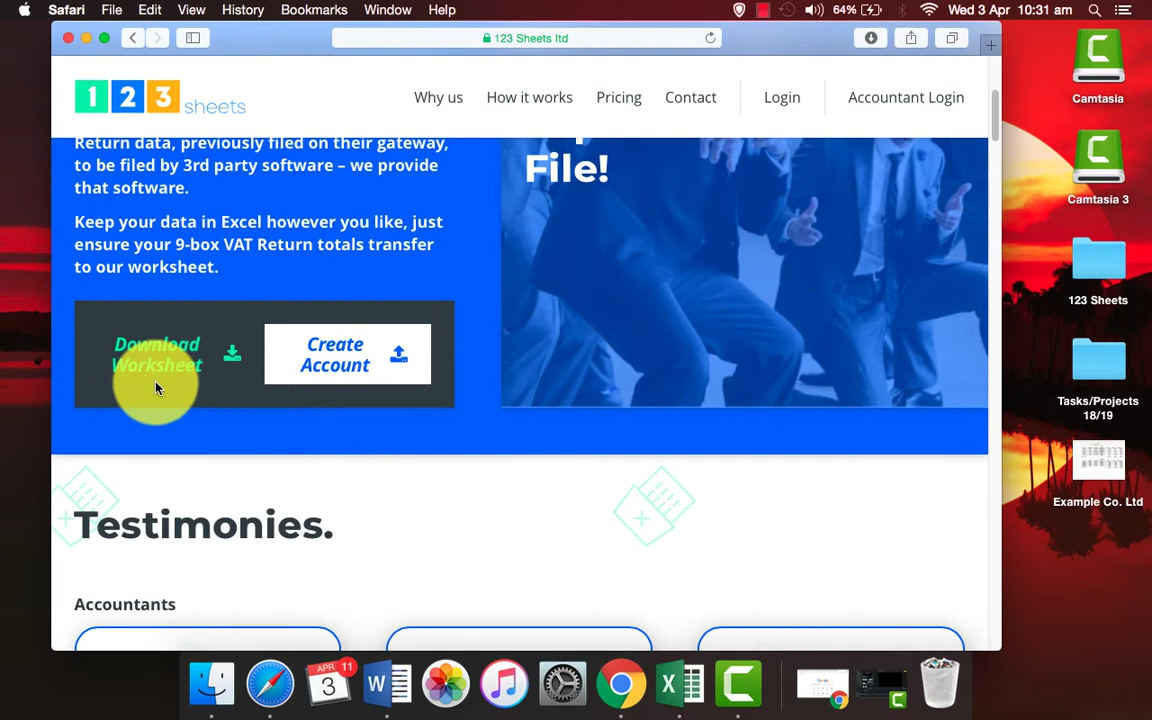 Safari File Edit View History Bookmarks Window Help 64% Wed 3 Apr 10:31 am
123 Sheets ltd
1 2 3 sheets
Why us How it works Pricing Contact Login Accountant Login
Return data, previously filed on their gateway,
to be filed by 3rd party software – we provide
that software.
Keep your data in Excel however you like, just
ensure your 9-box VAT Return totals transfer
to our worksheet.
File!
Download
Worksheet
Create
Account
Testimonies.
Accountants
Camtasia
Camtasia 3
123 Sheets
Tasks/Projects
18/19
Example Co. Ltd
APR 11
3